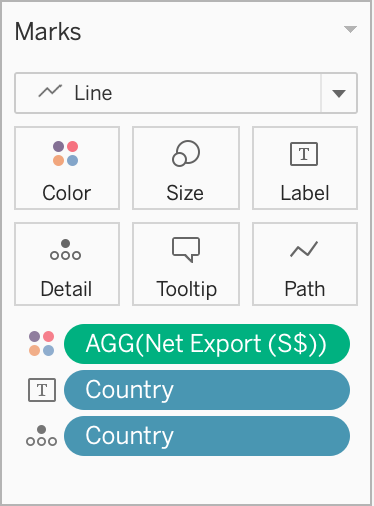 Marks
Line
Color
Size
T
Label
Detail
Tooltip
Path
AGG(Net Export (S$))
T
Country
Country